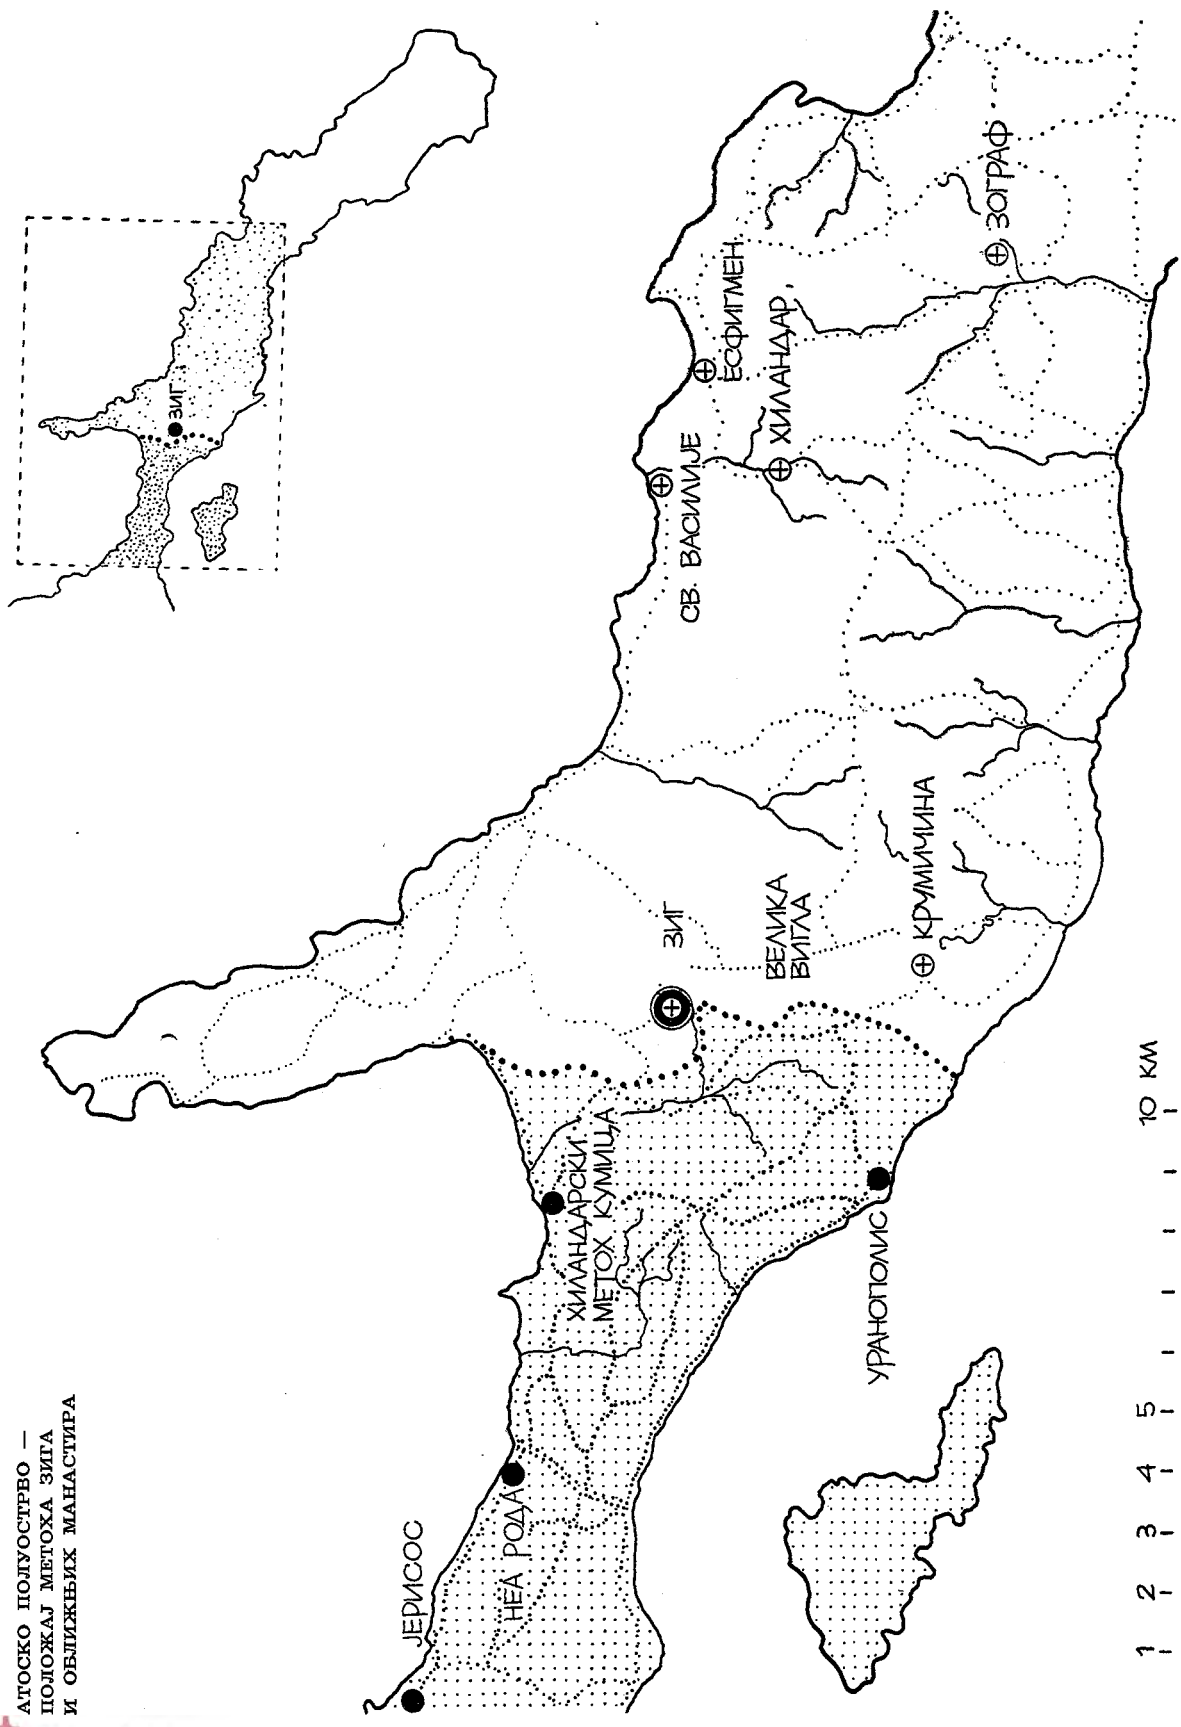 АТОСКО ПОЛУОСТРВО —
ПОЛОЖАЈ МЕТОХА ЗИГА
И ОБЛИЖЊИХ МАНАСТИРА
ЗИГ
ЈЕРИСОС
НЕА РОДА
ХИЛАНДАРСКИ
МЕТОХ КУМИЦА
УРАНОПОЛИС
ЗИГ
ВЕЛИКА
ВИГЛА
КРУМИЧИНА
СВ. ВАСИЛИЈЕ
ЕСФИГМЕН
ХИЛАНДАР
ЗОГРАФ
1 2 3 4 5 10 КМ